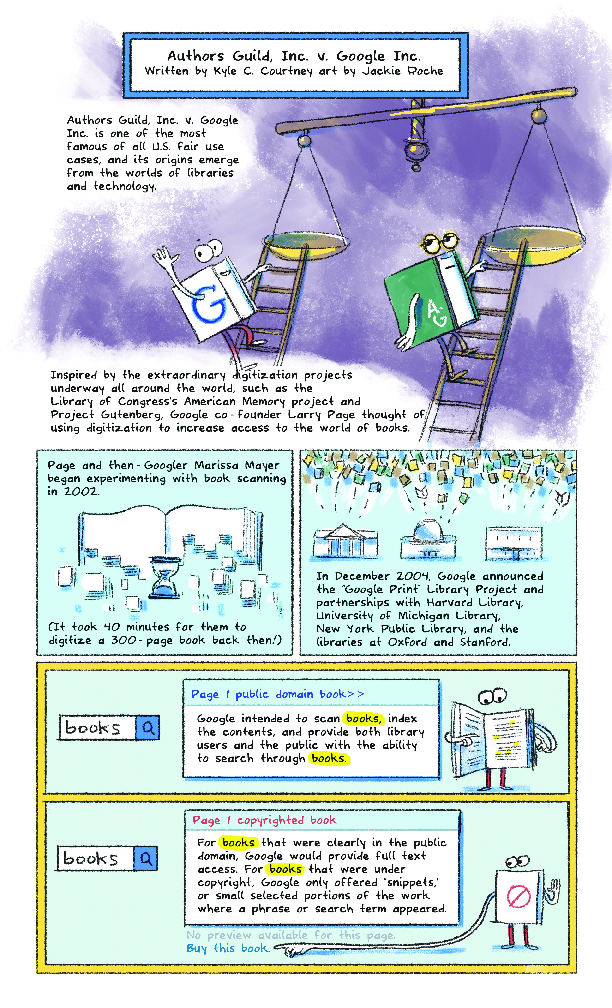 Authors Guild, Inc. v. Google Inc.
Written by Kyle C. Courtney art by Jackie Roche
Authors Guild, Inc. v. Google
Inc. is one of the most
famous of all U.S. fair use
cases, and its origins emerge
from the worlds of libraries
and technology.
G
A.
G
Inspired by the extraordinary digitization projects
underway all around the world, such as the
Library of Congress's American Memory project and
Project Gutenberg, Google co-founder Larry Page thought of
using digitization to increase access to the world of books.
Page and then-Googler Marissa Mayer
began experimenting with book scanning
in 2002.
(It took 40 minutes for them to
digitize a 300-page book back then!)
In December 2004, Google announced
the "Google Print" Library Project and
partnerships with Harvard Library,
University of Michigan Library,
New York Public Library, and the
libraries at Oxford and Stanford.
books
Page 1 public domain book>>
Google intended to scan books, index
the contents, and provide both library
users and the public with the ability
to search through books.
books
Page 1 copyrighted book
For books that were clearly in the public
domain, Google would provide full text
access. For books that were under
copyright, Google only offered "snippets,"
or small selected portions of the work
where a phrase or search term appeared.
No preview available for this page.
Buy this book.